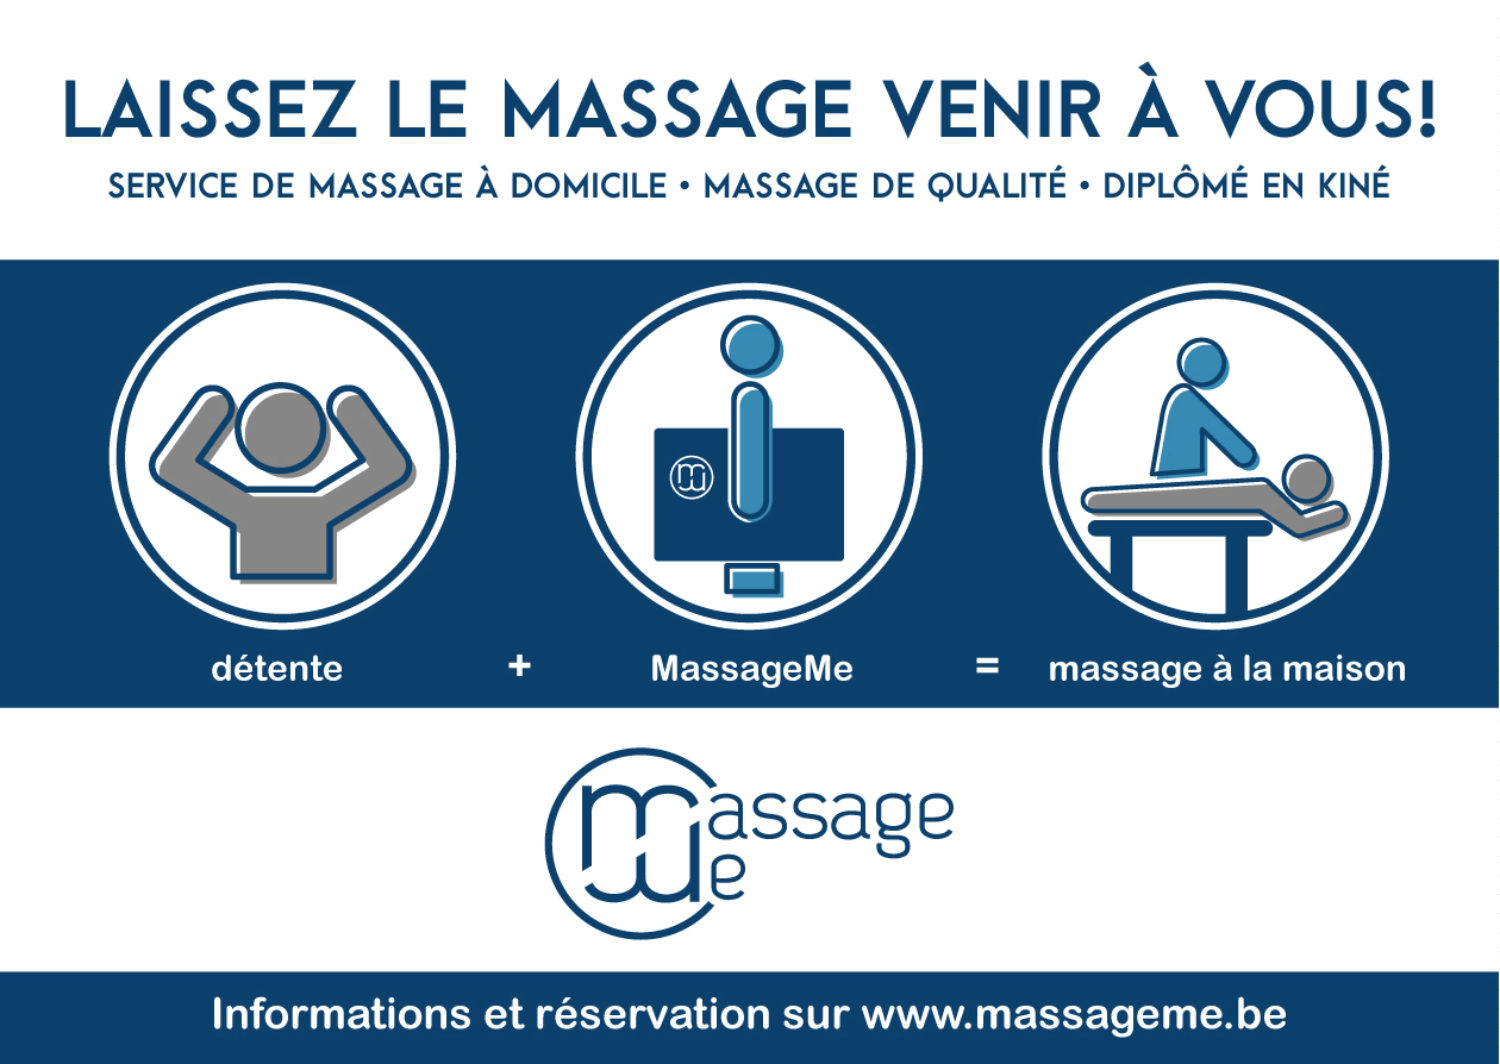 LAISSEZ LE MASSAGE VENIR À VOUS!
SERVICE DE MASSAGE À DOMICILE • MASSAGE DE QUALITÉ • DIPLÔMÉ EN KINÉ
détente + MassageMe = massage à la maison
Massage
Me
Informations et réservation sur www.massageme.be